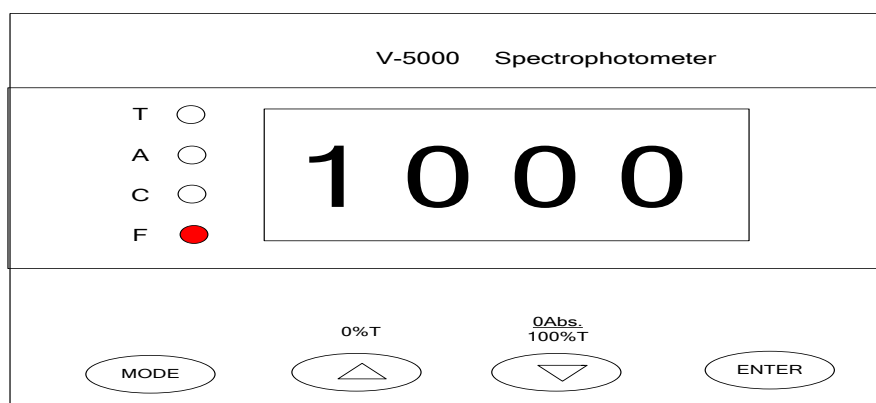 V-5000 Spectrophotometer
T
A
C
F
1000
0%T
0Abs.
100%T
MODE
ENTER